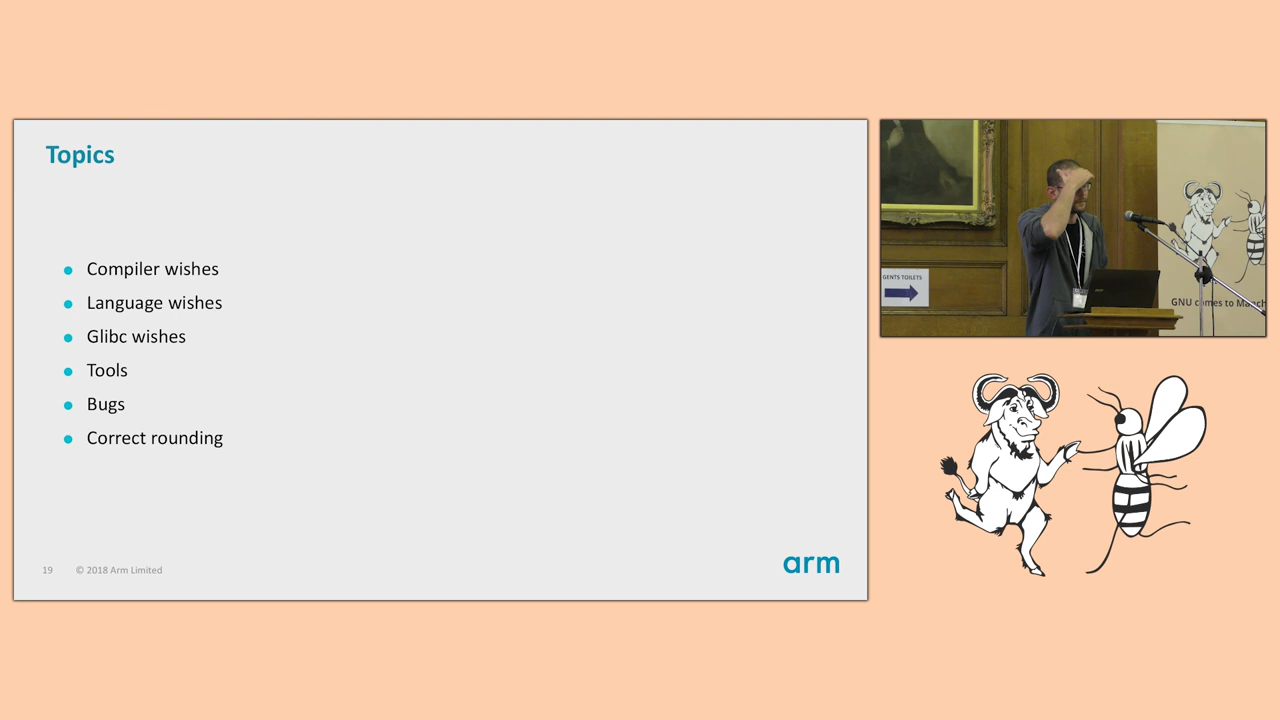 Topics
Compiler wishes
Language wishes
Glibc wishes
Tools
Bugs
Correct rounding
19 © 2018 Arm Limited
arm
GENTS TOILETS
GNU comes to Manch